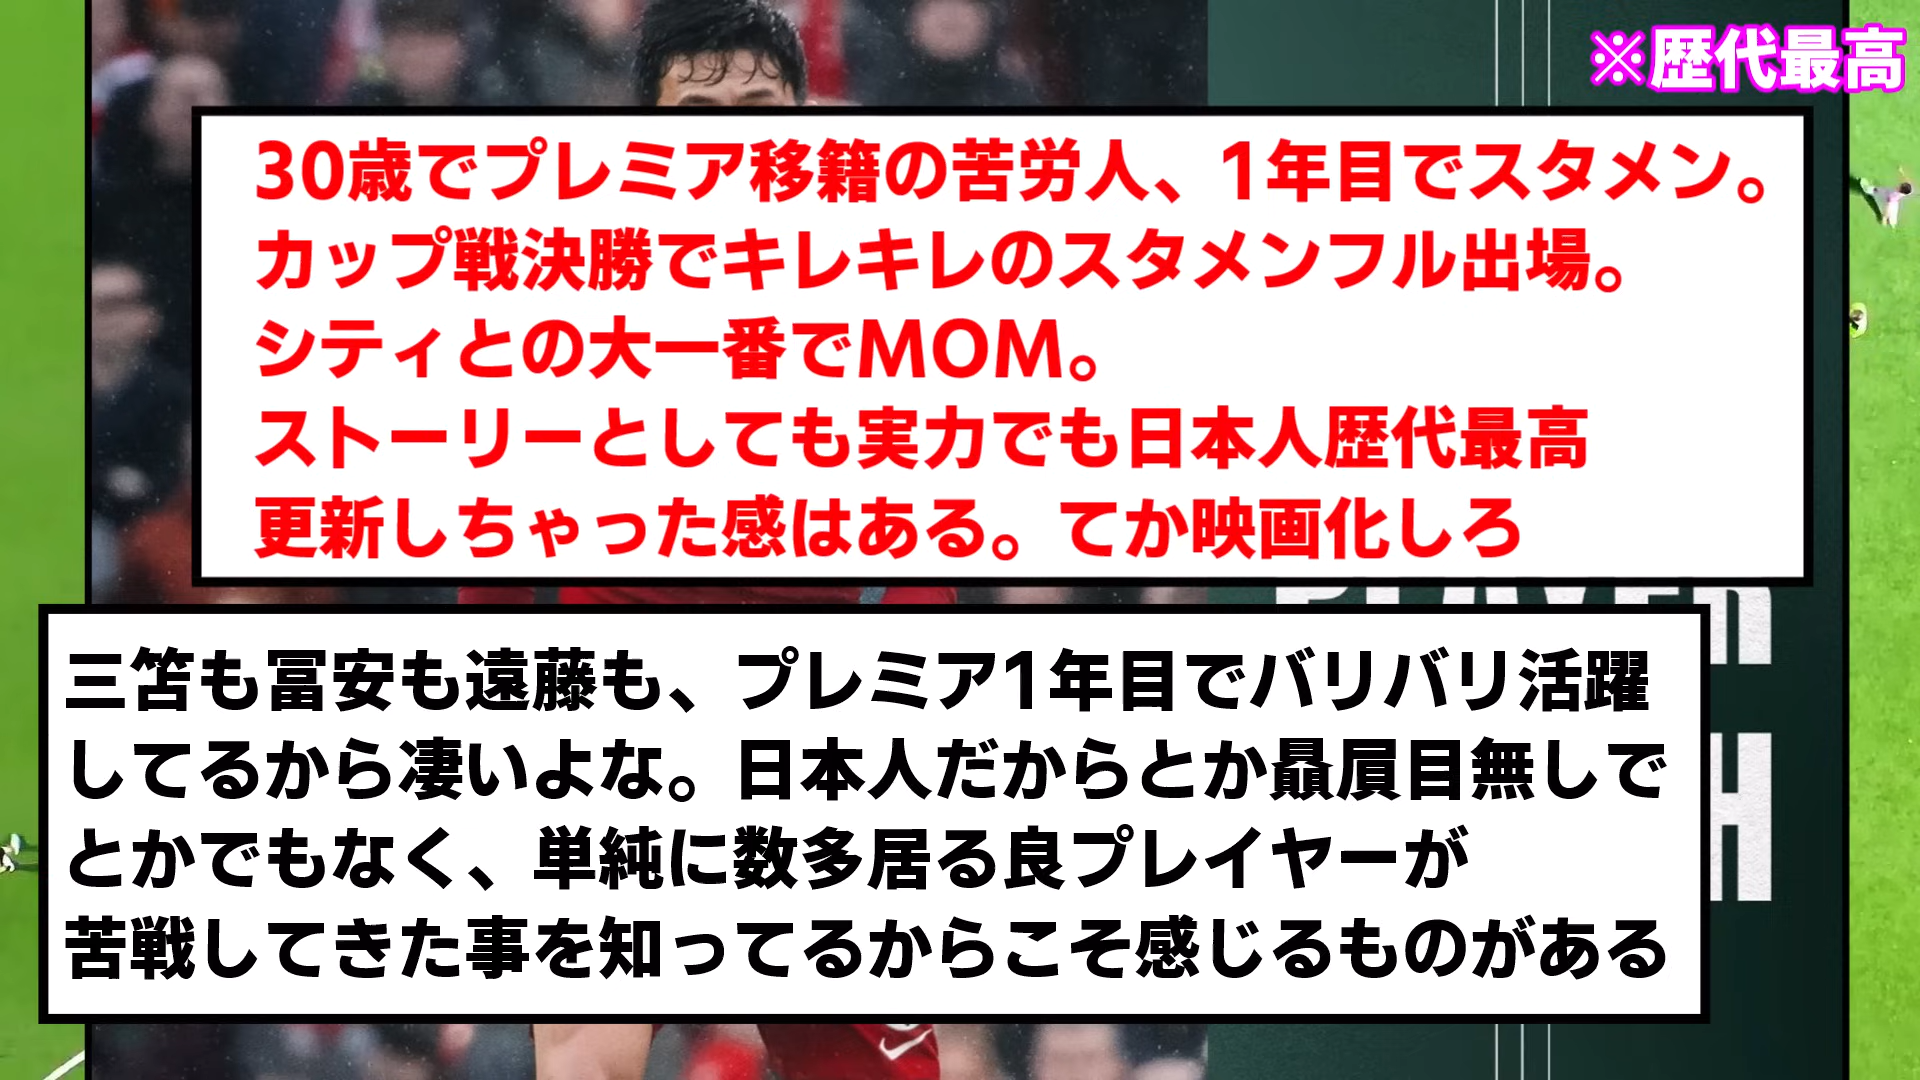 ※歴代最高
30歳でプレミア移籍の苦労人、1年目でスタメン。
カップ戦決勝でキレキレのスタメンフル出場。
シティとの大一番でMOM。
ストーリーとしても実力でも日本人歴代最高
更新しちゃった感はある。てか映画化しろ
PLAYER
三笘も冨安も遠藤も、プレミア1年目でバリバリ活躍
してるから凄いよな。日本人だからとか贔屓目無しで
とかでもなく、単純に数多居る良プレイヤーが
苦戦してきた事を知ってるからこそ感じるものがある